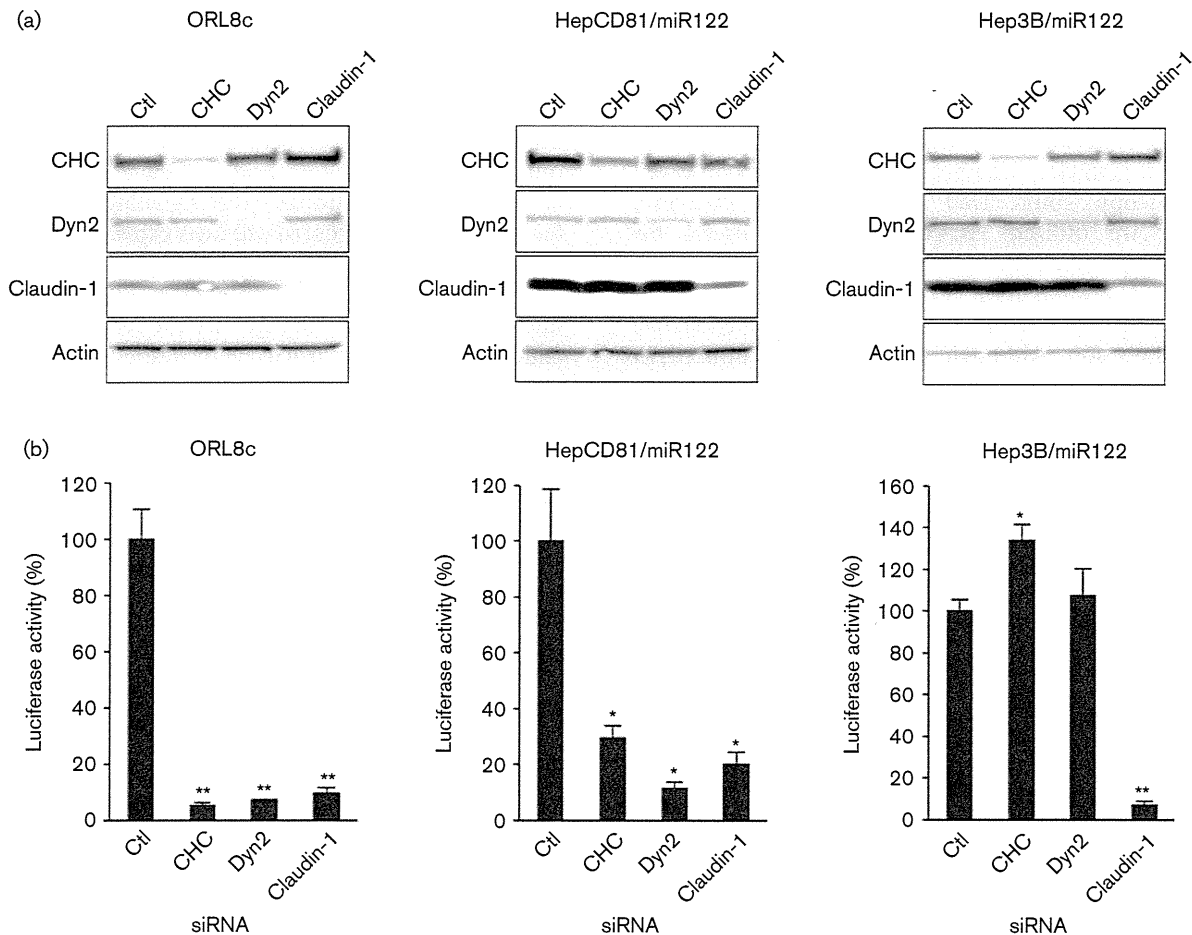 (a)
ORL8c
HepCD81/miR122
Hep3B/miR122
Ctl CHC Dyn2 Claudin-1
Ctl CHC Dyn2 Claudin-1
Ctl CHC Dyn2 Claudin-1
CHC
Dyn2
Claudin-1
Actin
CHC
Dyn2
Claudin-1
Actin
CHC
Dyn2
Claudin-1
Actin
(b)
ORL8c
Luciferase activity (%)
120
100
80
60
40
20
0
** ** **
Ctl CHC Dyn2 Claudin-1
siRNA
HepCD81/miR122
Luciferase activity (%)
120
100
80
60
40
20
0
* * *
Ctl CHC Dyn2 Claudin-1
siRNA
Hep3B/miR122
Luciferase activity (%)
160
140
120
100
80
60
40
20
0
* **
Ctl CHC Dyn2 Claudin-1
siRNA